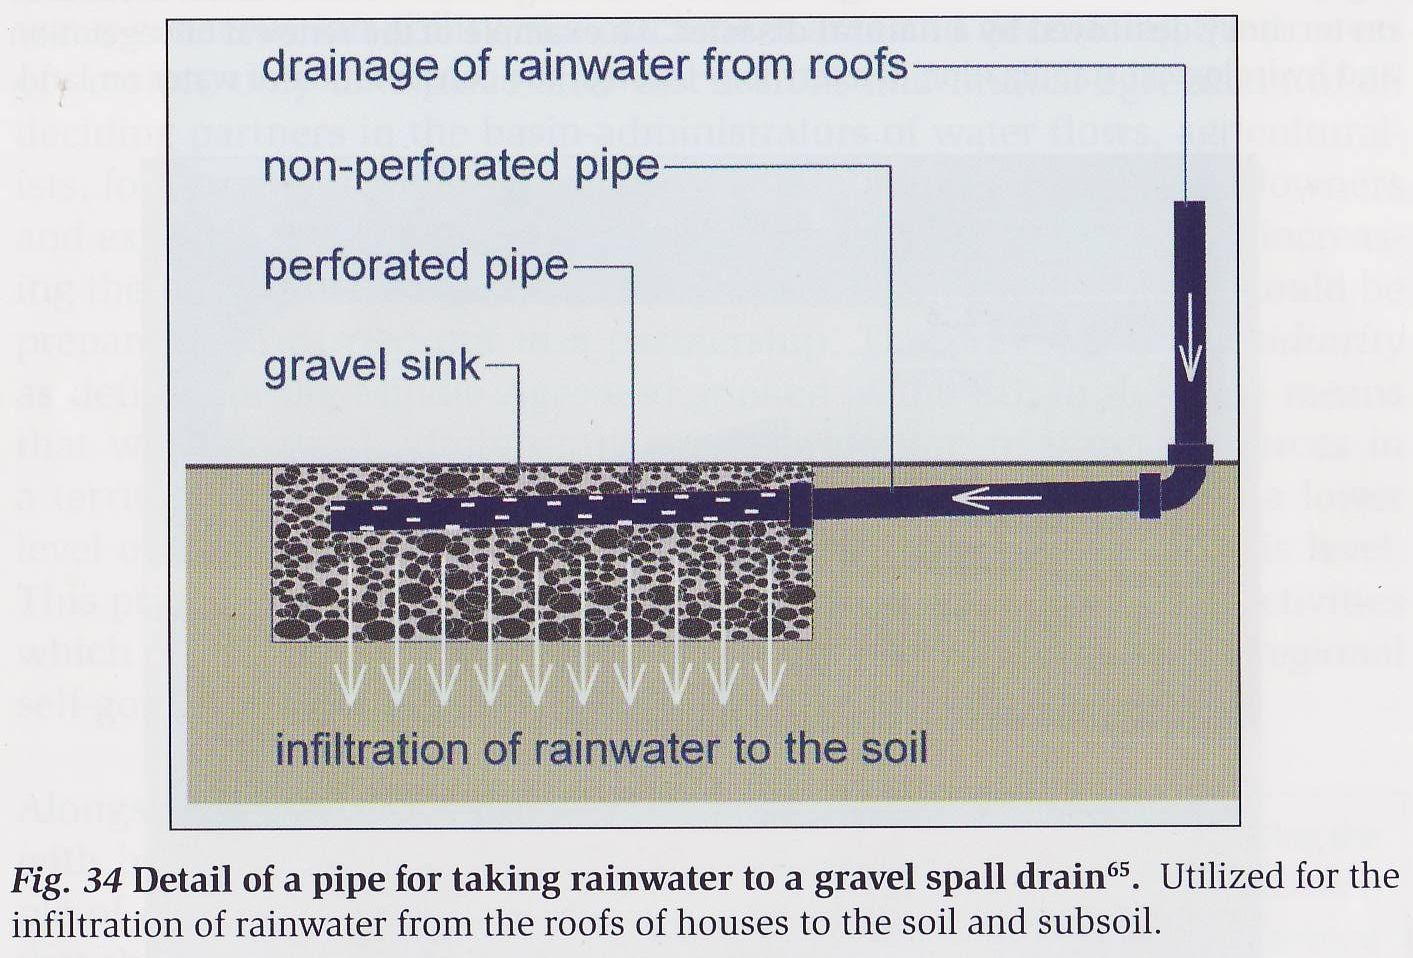 drainage of rainwater from roofs
non-perforated pipe
perforated pipe
gravel sink
infiltration of rainwater to the soil
Fig. 34 Detail of a pipe for taking rainwater to a gravel spall drain⁶⁵. Utilized for the
infiltration of rainwater from the roofs of houses to the soil and subsoil.